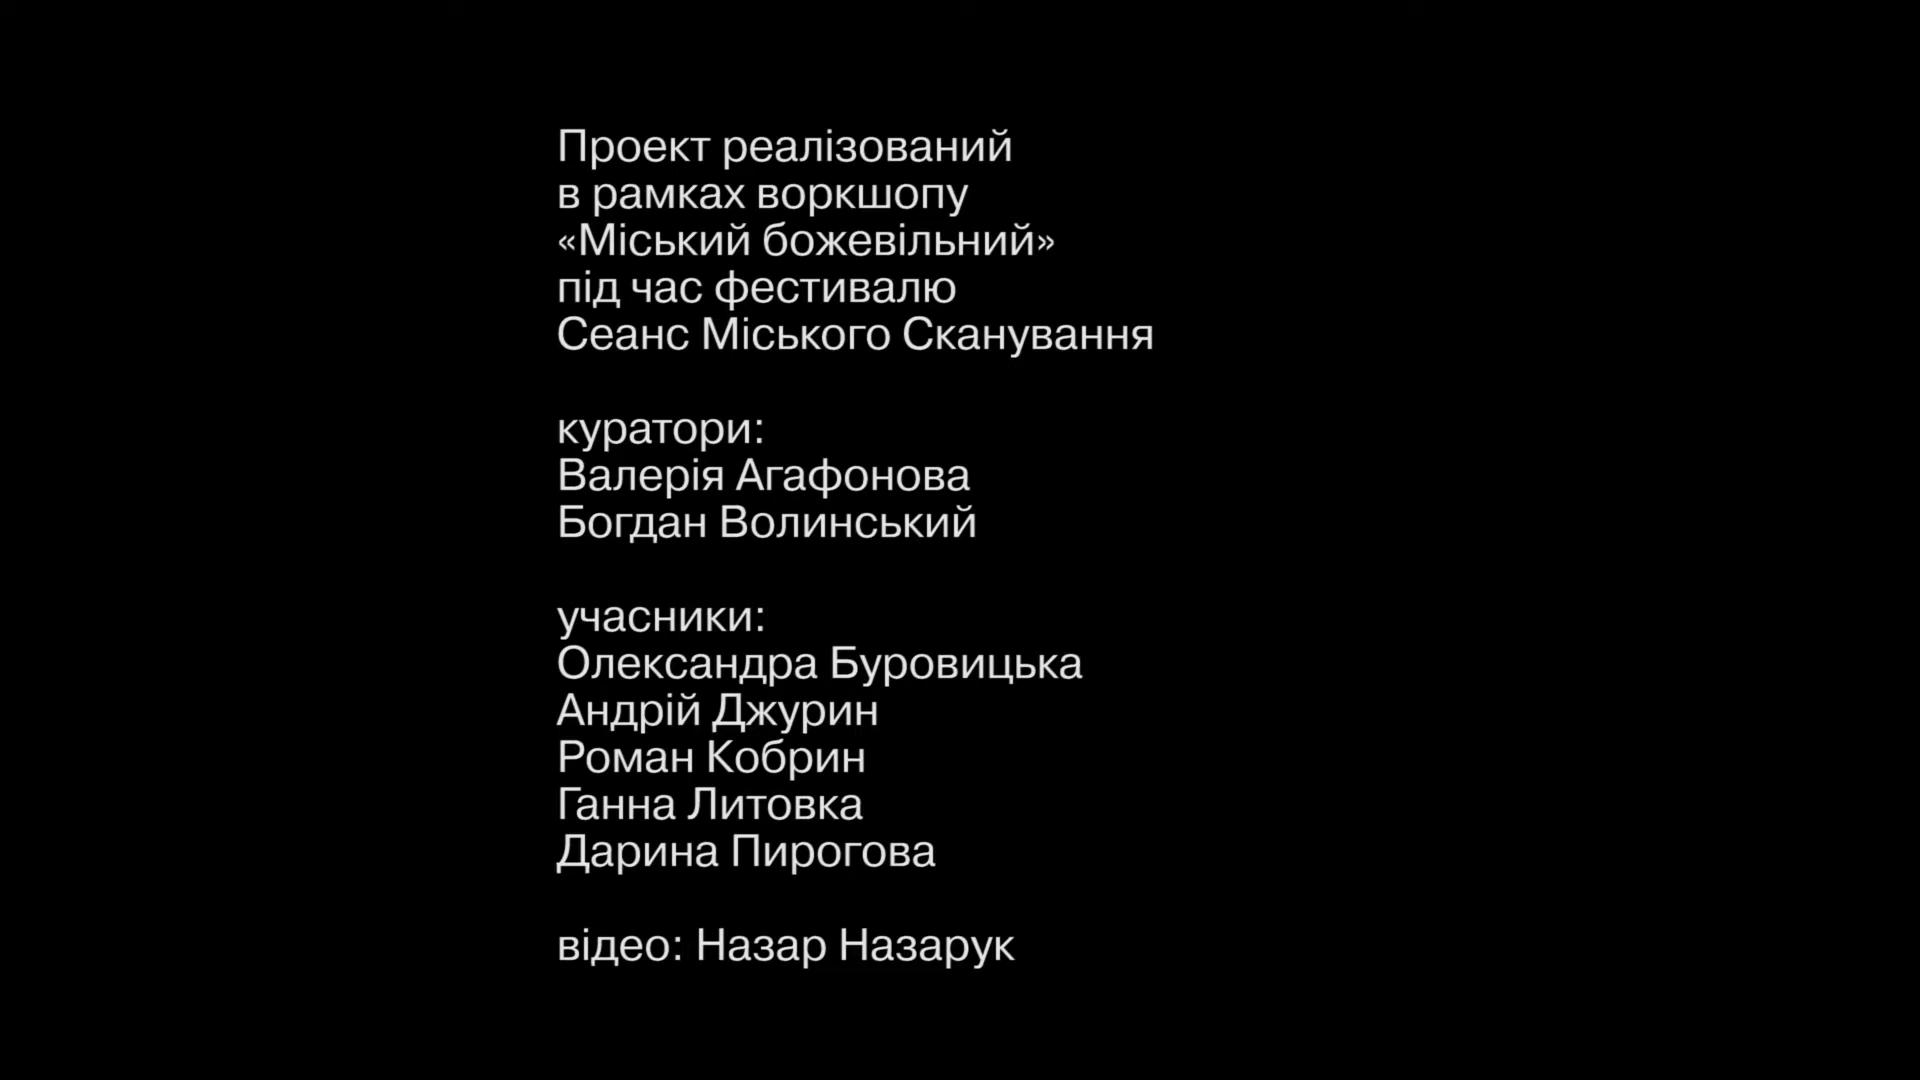 Проект реалізований
в рамках воркшопу
«Міський божевільний»
під час фестивалю
Сеанс Міського Сканування
куратори:
Валерія Агафонова
Богдан Волинський
учасники:
Олександра Буровицька
Андрій Джурин
Роман Кобрин
Ганна Литовка
Дарина Пирогова
відео: Назар Назарук